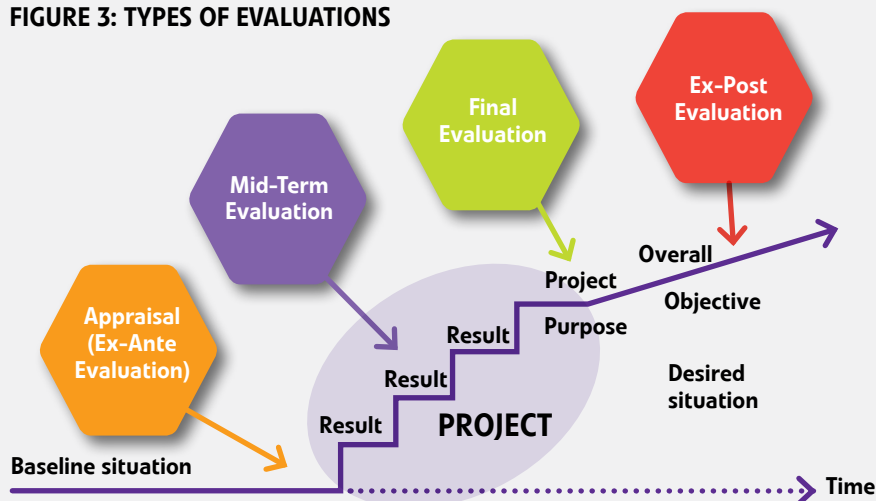 FIGURE 3: TYPES OF EVALUATIONS
Ex-Post
Evaluation
Final
Evaluation
Mid-Term
Evaluation
Appraisal
(Ex-Ante
Evaluation)
Overall
Objective
Project
Purpose
Result
Result
Result
PROJECT
Desired
situation
Baseline situation
Time